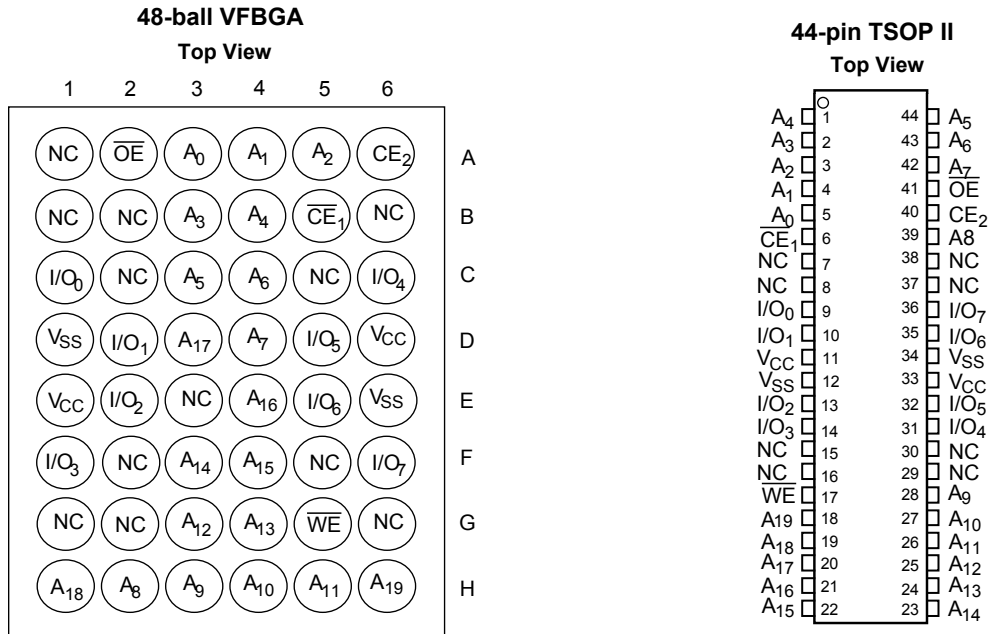 48-ball VFBGA
Top View
1 2 3 4 5 6
NC O̅E̅ A₀ A₁ A₂ CE₂ A
NC NC A₃ A₄ C̅E̅₁ NC B
I/O₀ NC A₅ A₆ NC I/O₄ C
VSS I/O₁ A₁₇ A₇ I/O₅ VCC D
VCC I/O₂ NC A₁₆ I/O₆ VSS E
I/O₃ NC A₁₄ A₁₅ NC I/O₇ F
NC NC A₁₂ A₁₃ W̅E̅ NC G
A₁₈ A₈ A₉ A₁₀ A₁₁ A₁₉ H
44-pin TSOP II
Top View
A₄ 1 44 A₅
A₃ 2 43 A₆
A₂ 3 42 A₇
A₁ 4 41 O̅E̅
A₀ 5 40 CE₂
C̅E̅₁ 6 39 A8
NC 7 38 NC
NC 8 37 NC
I/O₀ 9 36 I/O₇
I/O₁ 10 35 I/O₆
VCC 11 34 VSS
VSS 12 33 VCC
I/O₂ 13 32 I/O₅
I/O₃ 14 31 I/O₄
NC 15 30 NC
NC 16 29 NC
W̅E̅ 17 28 A₉
A19 18 27 A₁₀
A₁₈ 19 26 A₁₁
A₁₇ 20 25 A₁₂
A₁₆ 21 24 A₁₃
A₁₅ 22 23 A₁₄